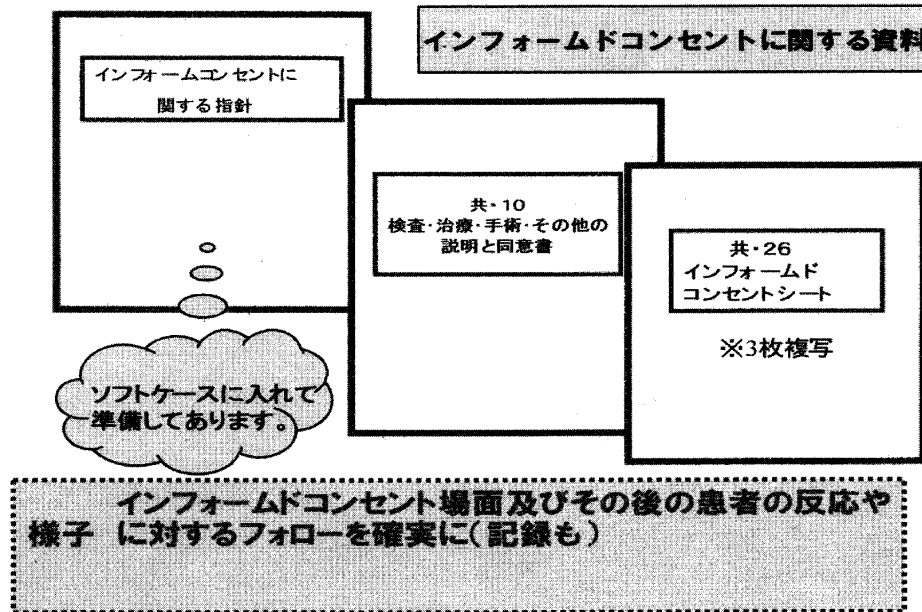 インフォームドコンセントに関する資料
インフォームコンセントに
関する指針
共・10
検査・治療・手術・その他の
説明と同意書
共・26
インフォームド
コンセントシート
※3枚複写
ソフトケースに入れて
準備してあります。
インフォームドコンセント場面及びその後の患者の反応や
様子 に対するフォローを確実に(記録も)